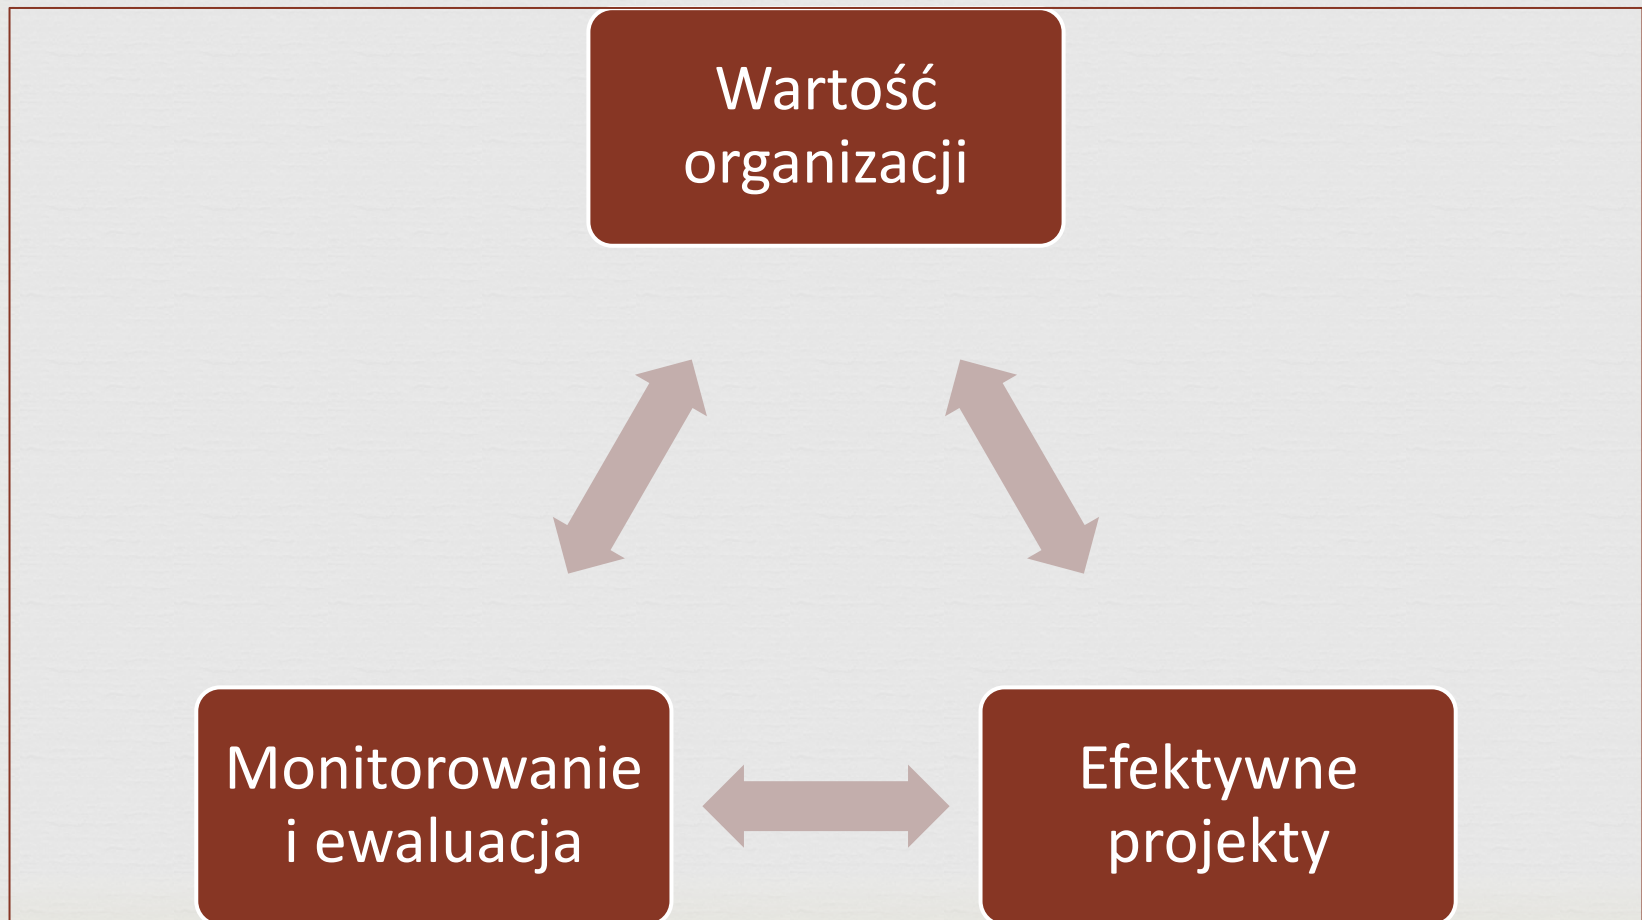 Wartość
organizacji
Monitorowanie
i ewaluacja
Efektywne
projekty